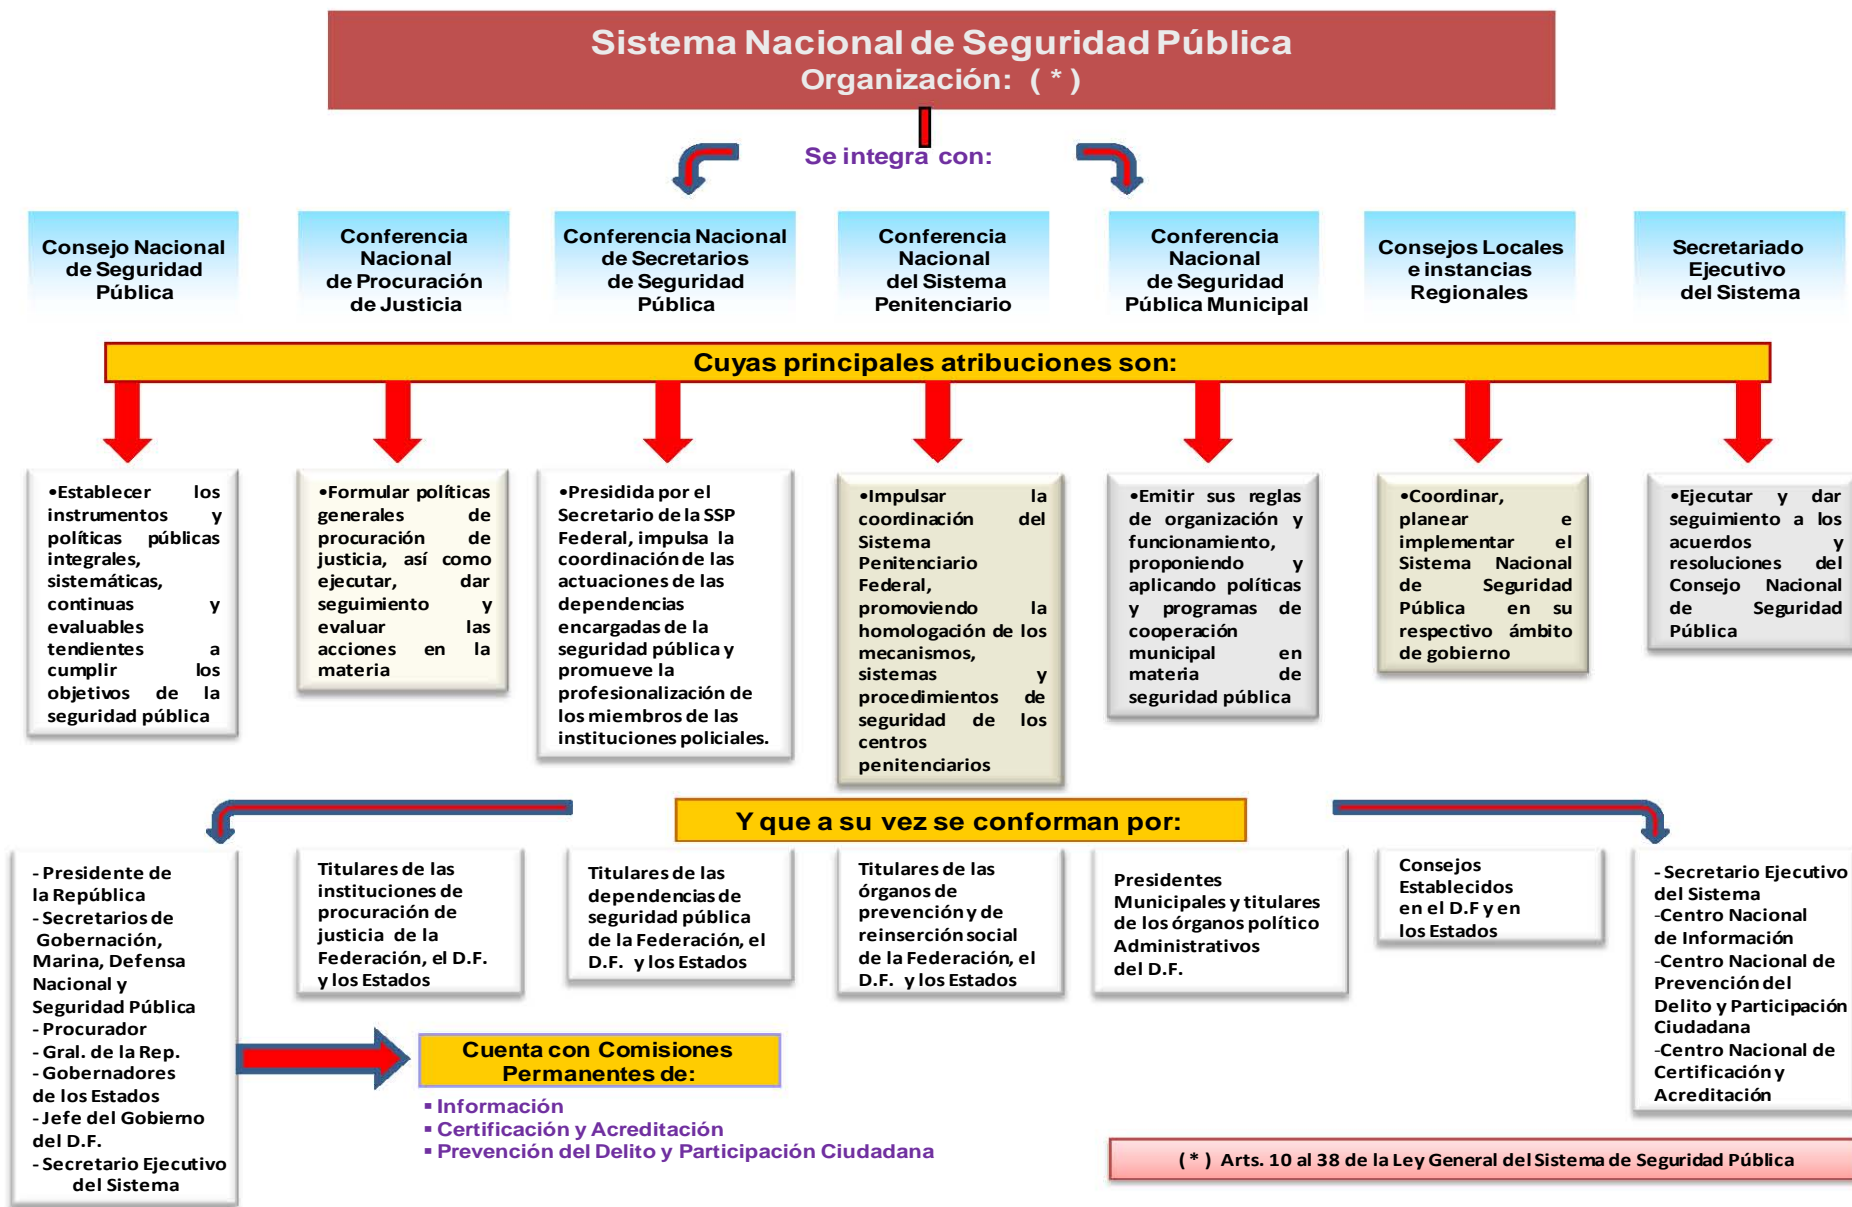 Sistema Nacional de Seguridad Pública
Organización: ( * )
Se integra con:
Consejo Nacional
de Seguridad
Pública
Conferencia
Nacional
de Procuración
de Justicia
Conferencia Nacional
de Secretarios
de Seguridad
Pública
Conferencia
Nacional
del Sistema
Penitenciario
Conferencia
Nacional
de Seguridad
Pública Municipal
Consejos Locales
e instancias
Regionales
Secretariado
Ejecutivo
del Sistema
Cuyas principales atribuciones son:
•Establecer los
instrumentos y
políticas públicas
integrales,
sistemáticas,
continuas y
evaluables
tendientes a
cumplir los
objetivos de la
seguridad pública
•Formular políticas
generales de
procuración de
justicia, así como
ejecutar, dar
seguimiento y
evaluar las
acciones en la
materia
•Presidida por el
Secretario de la SSP
Federal, impulsa la
coordinación de las
actuaciones de las
dependencias
encargadas de la
seguridad pública y
promueve la
profesionalización de
los miembros de las
instituciones policiales.
•Impulsar la
coordinación del
Sistema
Penitenciario
Federal,
promoviendo la
homologación de los
mecanismos,
sistemas y
procedimientos de
seguridad de los
centros
penitenciarios
•Emitir sus reglas
de organización y
funcionamiento,
proponiendo y
aplicando políticas
y programas de
cooperación
municipal en
materia de
seguridad pública
•Coordinar,
planear e
implementar el
Sistema Nacional
de Seguridad
Pública en su
respectivo ámbito
de gobierno
•Ejecutar y dar
seguimiento a los
acuerdos y
resoluciones del
Consejo Nacional
de Seguridad
Pública
Y que a su vez se conforman por:
- Presidente de
la República
- Secretarios de
Gobernación,
Marina, Defensa
Nacional y
Seguridad Pública
- Procurador
- Gral. de la Rep.
- Gobernadores
de los Estados
- Jefe del Gobierno
del D.F.
- Secretario Ejecutivo
del Sistema
Titulares de las
instituciones de
procuración de
justicia de la
Federación, el D.F.
y los Estados
Titulares de las
dependencias de
seguridad pública
de la Federación, el
D.F. y los Estados
Titulares de las
órganos de
prevención y de
reinserción social
de la Federación, el
D.F. y los Estados
Presidentes
Municipales y titulares
de los órganos político
Administrativos
del D.F.
Consejos
Establecidos
en el D.F y en
los Estados
- Secretario Ejecutivo
del Sistema
-Centro Nacional
de Información
-Centro Nacional de
Prevención del
Delito y Participación
Ciudadana
-Centro Nacional de
Certificación y
Acreditación
Cuenta con Comisiones
Permanentes de:
▪ Información
▪ Certificación y Acreditación
▪ Prevención del Delito y Participación Ciudadana
( * ) Arts. 10 al 38 de la Ley General del Sistema de Seguridad Pública